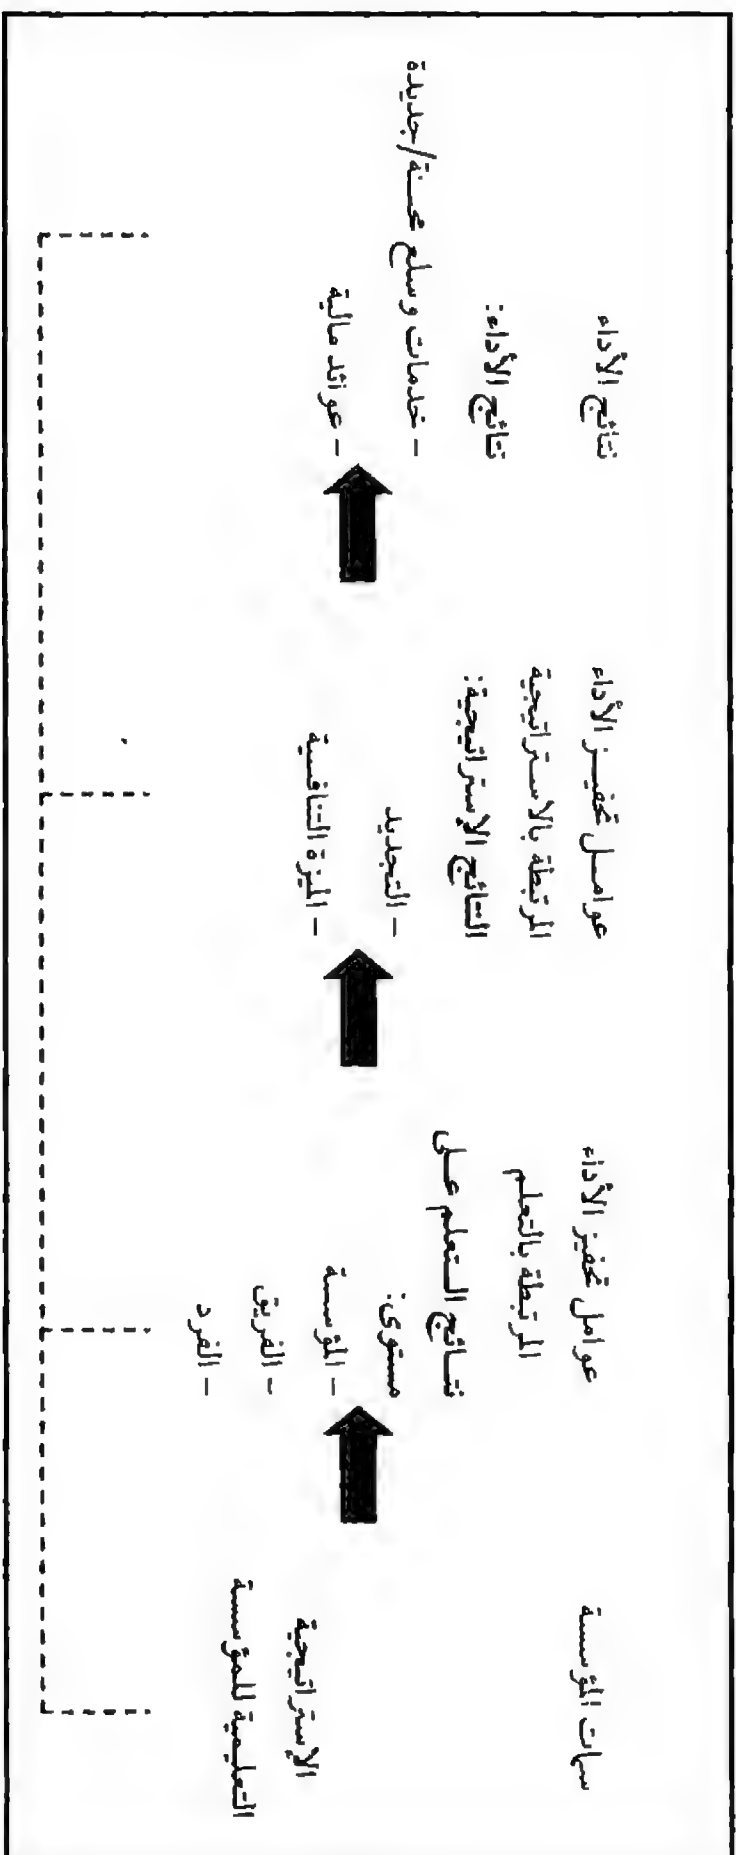 سمات المؤسسة
الإستراتيجية
التعليمية للمؤسسة
عوامل تحفيز الأداء
المرتبطة بالتعلم
نتائج التعلم على
مستوى:
- المؤسسة
- الفريق
- الفرد
عوامل تحفيز الأداء
المرتبطة بالاستراتيجية
النتائج الإستراتيجية:
- التجديد
- الميزة التنافسية
نتائج الأداء
نتائج الأداء:
- خدمات وسلع محسنة/جديدة
- عوائد مالية